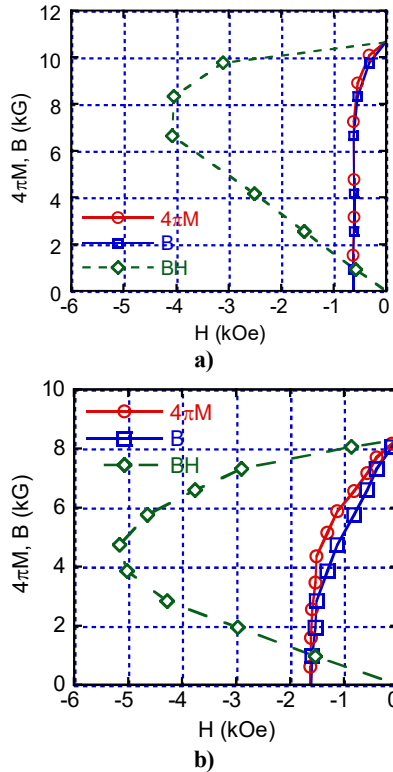 12
10
8
6
4
2
0
4πM, B (kG)
4πM
B
BH
-6 -5 -4 -3 -2 -1 0
H (kOe)
a)
10
8
6
4
2
0
4πM, B (kG)
4πM
B
BH
-6 -5 -4 -3 -2 -1 0
H (kOe)
b)